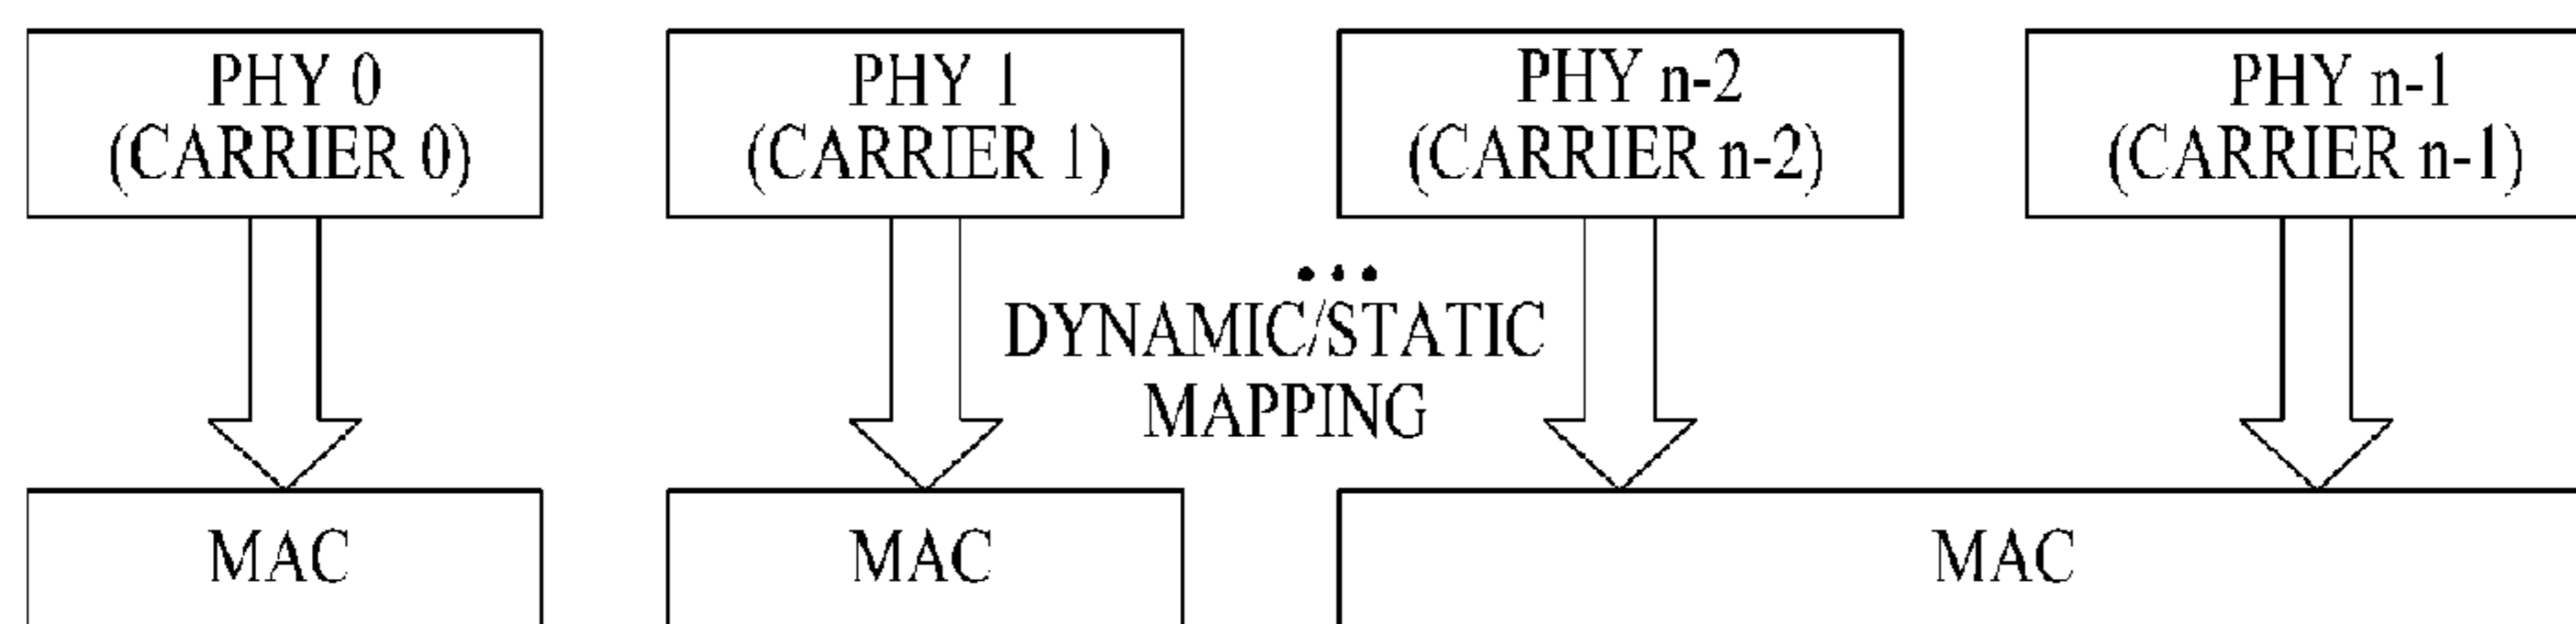 PHY 0
(CARRIER 0)
PHY 1
(CARRIER 1)
PHY n-2
(CARRIER n-2)
PHY n-1
(CARRIER n-1)
...
DYNAMIC/STATIC
MAPPING
MAC
MAC
MAC